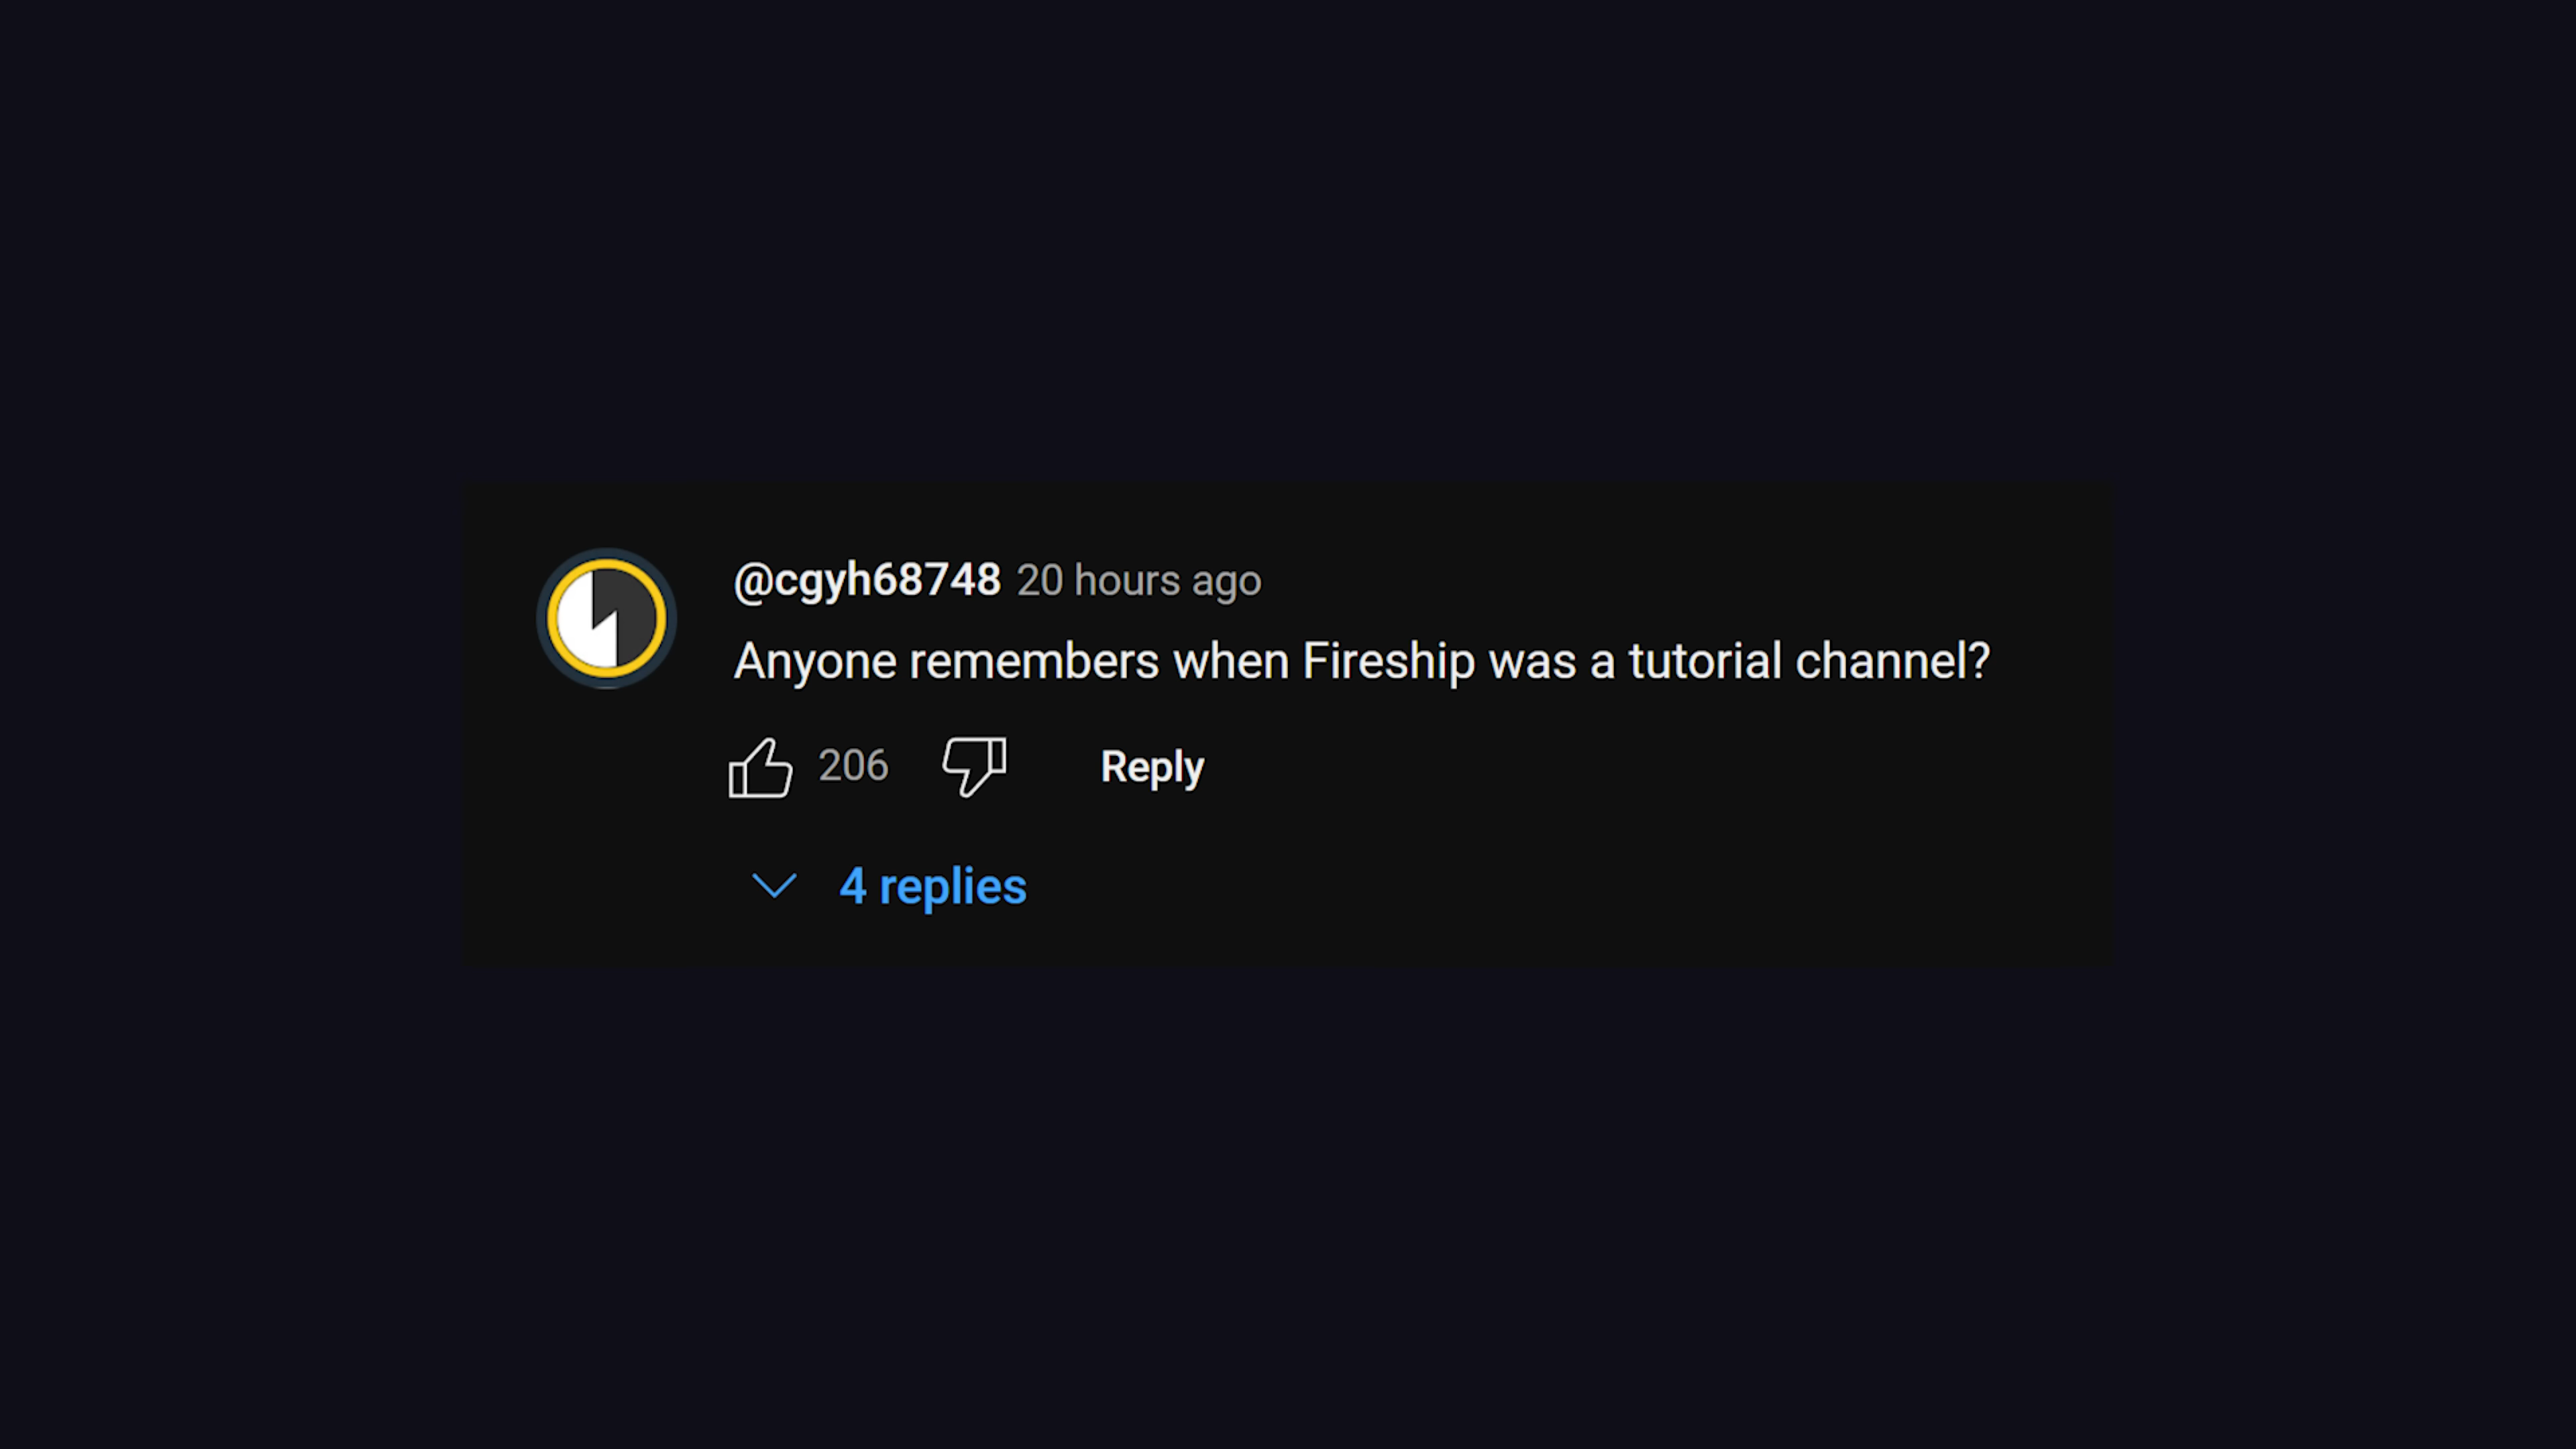 @cgyh68748 20 hours ago
Anyone remembers when Fireship was a tutorial channel?
206 Reply
4 replies